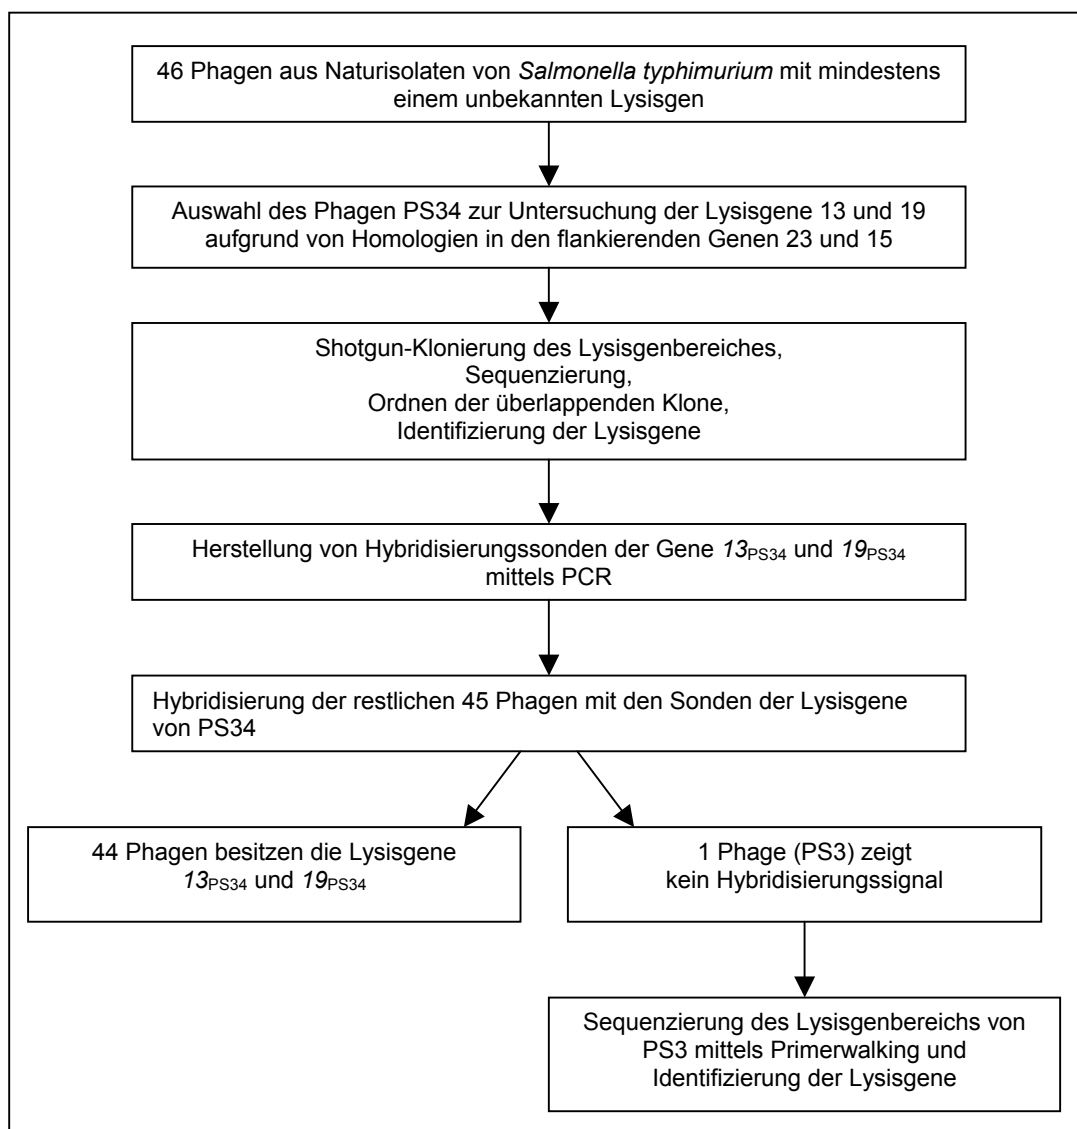 46 Phagen aus Naturisolaten von Salmonella typhimurium mit mindestens
einem unbekannten Lysisgen
Auswahl des Phagen PS34 zur Untersuchung der Lysisgene 13 und 19
aufgrund von Homologien in den flankierenden Genen 23 und 15
Shotgun-Klonierung des Lysisgenbereiches,
Sequenzierung,
Ordnen der überlappenden Klone,
Identifizierung der Lysisgene
Herstellung von Hybridisierungssonden der Gene 13PS34 und 19PS34
mittels PCR
Hybridisierung der restlichen 45 Phagen mit den Sonden der Lysisgene
von PS34
44 Phagen besitzen die Lysisgene
13PS34 und 19PS34
1 Phage (PS3) zeigt
kein Hybridisierungssignal
Sequenzierung des Lysisgenbereichs von
PS3 mittels Primerwalking und
Identifizierung der Lysisgene